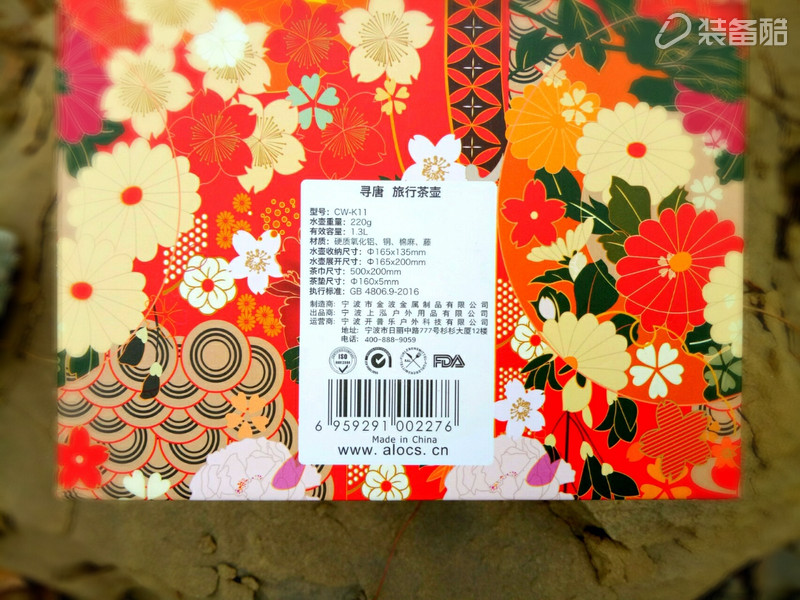 装备酷
寻唐 旅行茶壶
型号：CW-K11
水壶重量：220g
有效容量：1.3L
材质：硬质氧化铝、铜、棉麻、藤
水壶收纳尺寸：Φ165x135mm
水壶展开尺寸：Φ165x200mm
茶巾尺寸：500x200mm
茶垫尺寸：Φ160x5mm
执行标准：GB 4806.9-2016
制造商：宁波市金波金属制品有限公司
出品商：宁波上泓户外用品有限公司
运营商：宁波开普乐户外科技有限公司
地址：宁波市日丽中路777号杉杉大厦12楼
电话：400-888-9059
ISO
FDA
6 959291 002276
Made in China
www.alocs.cn